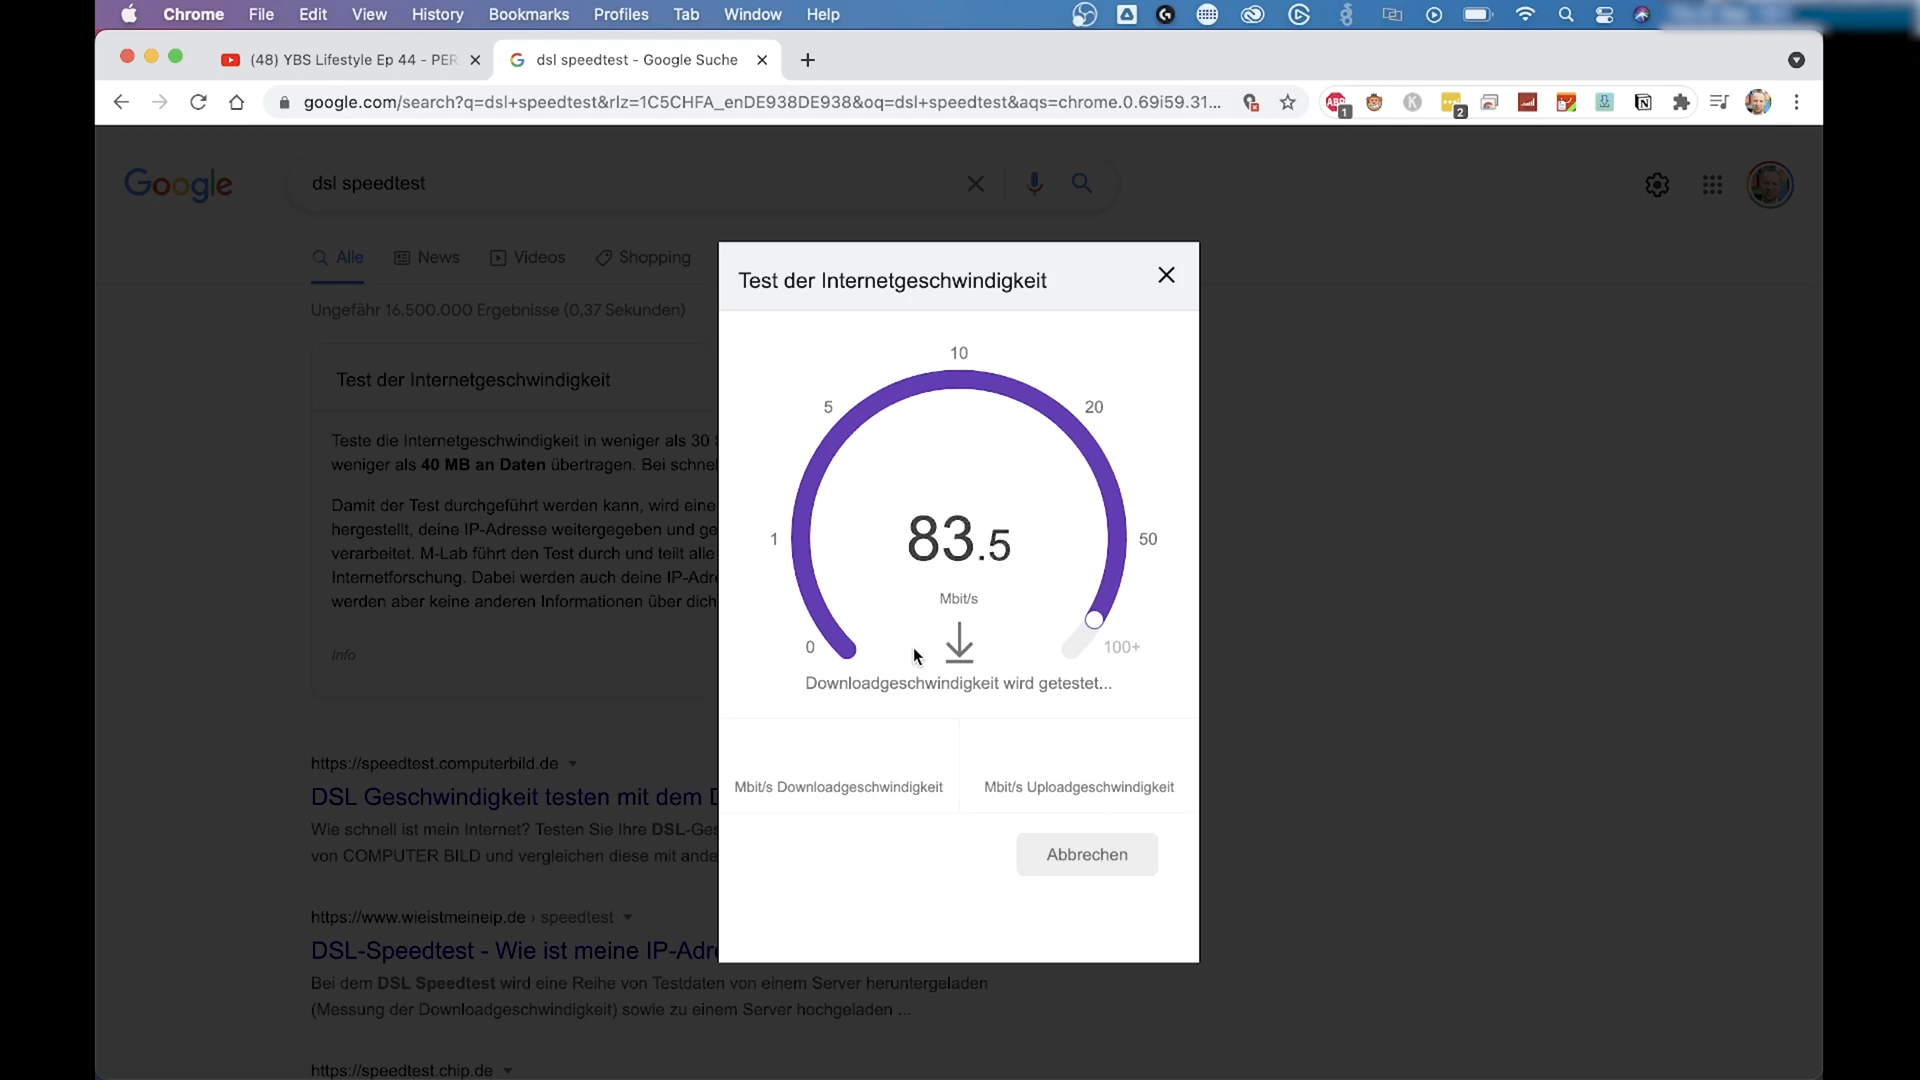 Chrome File Edit View History Bookmarks Profiles Tab Window Help
(48) YBS Lifestyle Ep 44 - PER
dsl speedtest - Google Suche
google.com/search?q=dsl+speedtest&rlz=1C5CHFA_enDE938DE938&oq=dsl+speedtest&aqs=chrome.0.69i59.31...
ABP
1
K
2
Google
dsl speedtest
Alle News Videos Shopping
Ungefähr 16.500.000 Ergebnisse (0,37 Sekunden)
Test der Internetgeschwindigkeit
Teste die Internetgeschwindigkeit in weniger als 30
weniger als 40 MB an Daten übertragen. Bei schnel
Damit der Test durchgeführt werden kann, wird eine
hergestellt, deine IP-Adresse weitergegeben und ge
verarbeitet. M-Lab führt den Test durch und teilt alle
Internetforschung. Dabei werden auch deine IP-Adre
werden aber keine anderen Informationen über dich
Info
https://speedtest.computerbild.de
DSL Geschwindigkeit testen mit dem D
Wie schnell ist mein Internet? Testen Sie Ihre DSL-Ges
von COMPUTER BILD und vergleichen diese mit ande
https://www.wieistmeineip.de › speedtest
DSL-Speedtest - Wie ist meine IP-Adre
Bei dem DSL Speedtest wird eine Reihe von Testdaten von einem Server heruntergeladen
(Messung der Downloadgeschwindigkeit) sowie zu einem Server hochgeladen ...
https://speedtest.chip.de
Test der Internetgeschwindigkeit
10
5
20
1
83.5
50
Mbit/s
0
100+
Downloadgeschwindigkeit wird getestet...
Mbit/s Downloadgeschwindigkeit
Mbit/s Uploadgeschwindigkeit
Abbrechen